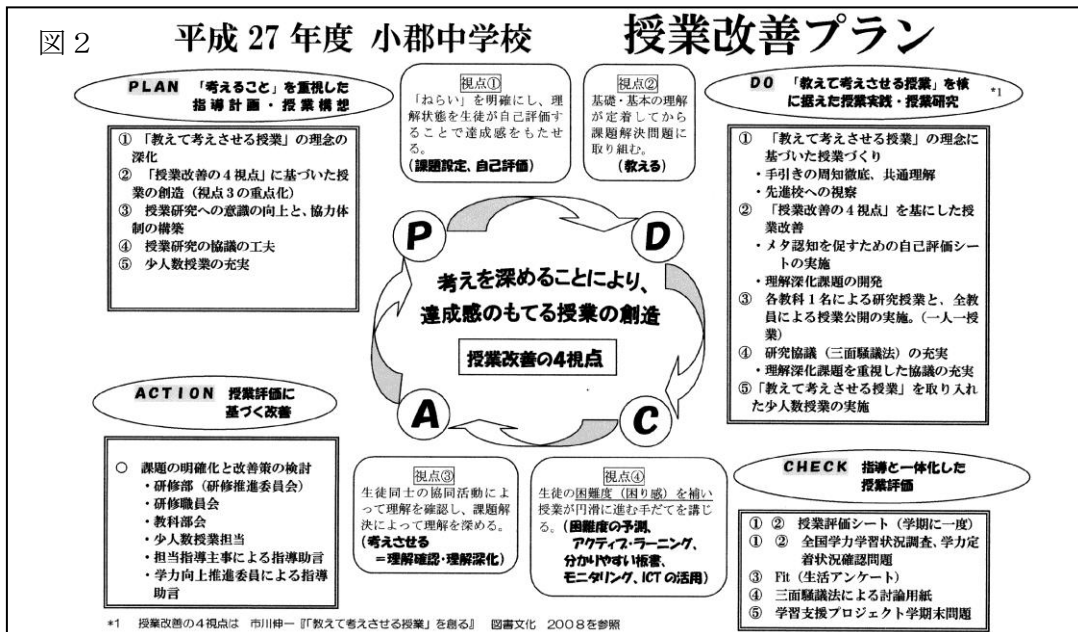 図２
平成 27 年度 小郡中学校 授業改善プラン
PLAN 「考えること」を重視した
指導計画・授業構想
① 「教えて考えさせる授業」の理念の
深化
② 「授業改善の４視点」に基づいた授
業の創造（視点３の重点化）
③ 授業研究への意識の向上と、協力体
制の構築
④ 授業研究の協議の工夫
⑤ 少人数授業の充実
視点①
「ねらい」を明確にし、理
解状態を生徒が自己評価す
ることで達成感をもたせ
る。
(課題設定、自己評価)
視点②
基礎・基本の理解
が定着してから
課題解決問題に
取り組む。
(教える)
DO 「教えて考えさせる授業」を核
に据えた授業実践・授業研究
*1
① 「教えて考えさせる授業」の理念に
基づいた授業づくり
・手引きの周知徹底、共通理解
・先進校への視察
② 「授業改善の４視点」を基にした授
業改善
・メタ認知を促すための自己評価シー
トの実施
・理解深化課題の開発
③ 各教科１名による研究授業と、全教
員による授業公開の実施。（一人一授
業）
④ 研究協議（三面騒議法）の充実
・理解深化課題を重視した協議の充実
⑤「教えて考えさせる授業」を取り入れ
た少人数授業の実施
P
D
考えを深めることにより、
達成感のもてる授業の創造
授業改善の４視点
A
C
ACTION 授業評価に
基づく改善
○ 課題の明確化と改善策の検討
・研修部（研修推進委員会）
・研修職員会
・教科部会
・少人数授業担当
・担当指導主事による指導助言
・学力向上推進委員による指導
助言
視点③
生徒同士の協同活動によ
って理解を確認し、課題解
決によって理解を深める。
(考えさせる
＝理解確認・理解深化)
視点④
生徒の困難度（困り感）を補い
授業が円滑に進む手だてを講じ
る。(困難度の予測、
アクティブ・ラーニング、
分かりやすい板書、
モニタリング、ICTの活用)
CHECK 指導と一体化した
授業評価
① ② 授業評価シート（学期に一度）
① ② 全国学力学習状況調査、学力定
着状況確認問題
③ Fit（生活アンケート）
④ 三面騒議法による討論用紙
⑤ 学習支援プロジェクト学期末問題
*1 授業改善の４視点は 市川伸一『「教えて考えさせる授業」を創る』 図書文化 2008を参照